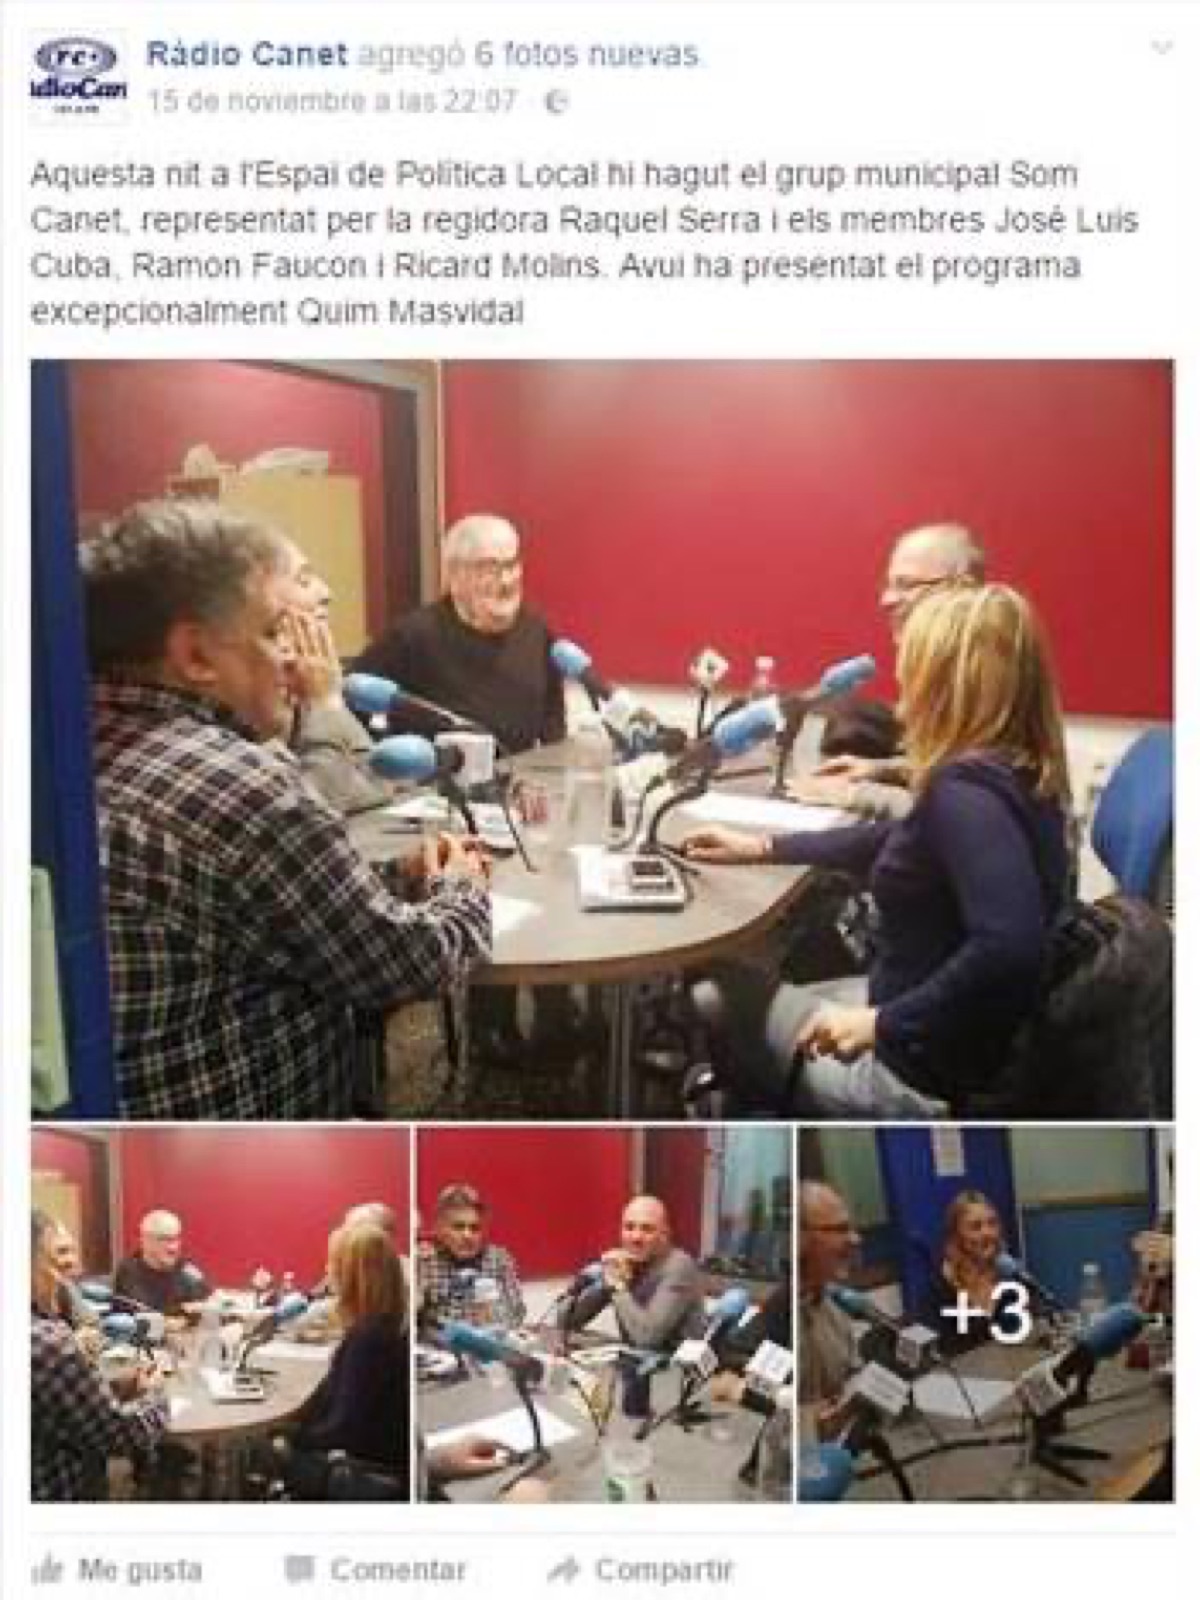 rc
adioCan
Ràdio Canet agregó 6 fotos nuevas.
15 de noviembre a las 22:07 ·
Aquesta nit a l'Espai de Política Local hi hagut el grup municipal Som
Canet, representat per la regidora Raquel Serra i els membres José Luis
Cuba, Ramon Faucon i Ricard Molins. Avui ha presentat el programa
excepcionalment Quim Masvidal
+3
Me gusta Comentar Compartir